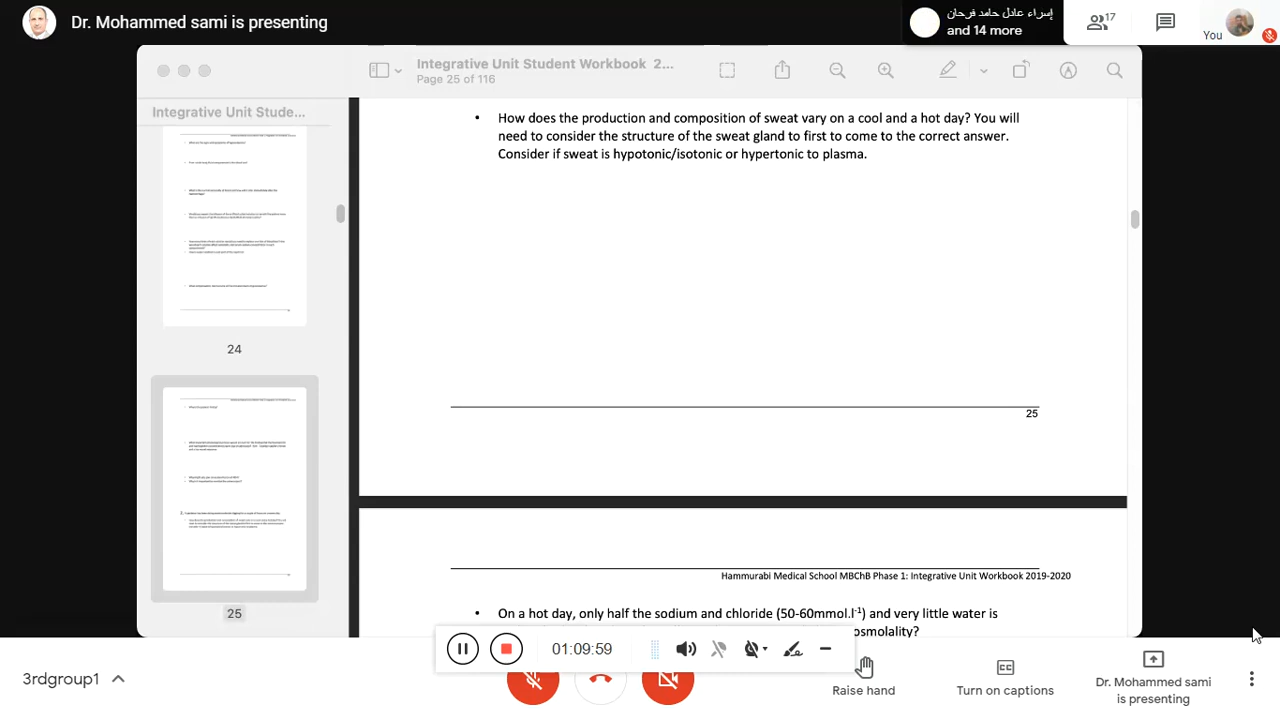 Dr. Mohammed sami is presenting
إسراء عادل حامد فرحان
and 14 more
17
You
Integrative Unit Student Workbook 2...
Page 25 of 116
Integrative Unit Stude...
24
25
• How does the production and composition of sweat vary on a cool and a hot day? You will
need to consider the structure of the sweat gland to first to come to the correct answer.
Consider if sweat is hypotonic/isotonic or hypertonic to plasma.
25
Hammurabi Medical School MBChB Phase 1: Integrative Unit Workbook 2019-2020
• On a hot day, only half the sodium and chloride (50-60mmol.l⁻¹) and very little water is
osmolality?
01:09:59
3rdgroup1
Raise hand
Turn on captions
Dr. Mohammed sami
is presenting